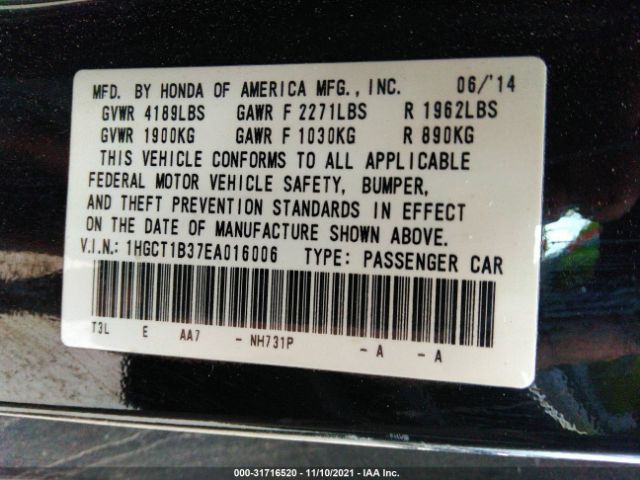 MFD. BY HONDA OF AMERICA MFG., INC. 06/'14
GVWR 4189LBS GAWR F 2271LBS R 1962LBS
GVWR 1900KG GAWR F 1030KG R 890KG
THIS VEHICLE CONFORMS TO ALL APPLICABLE
FEDERAL MOTOR VEHICLE SAFETY, BUMPER,
AND THEFT PREVENTION STANDARDS IN EFFECT
ON THE DATE OF MANUFACTURE SHOWN ABOVE.
V.I.N.: 1HGCT1B37EA016006 TYPE: PASSENGER CAR
T3L E AA7 - NH731P - A - A
000-31716520 - 11/10/2021 - IAA Inc.